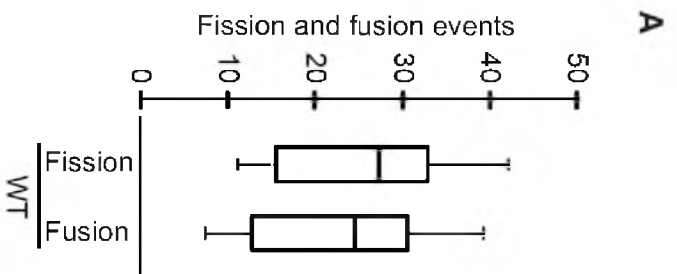 A
Fission and fusion events
0 10 20 30 40 50
Fission
Fusion
WT